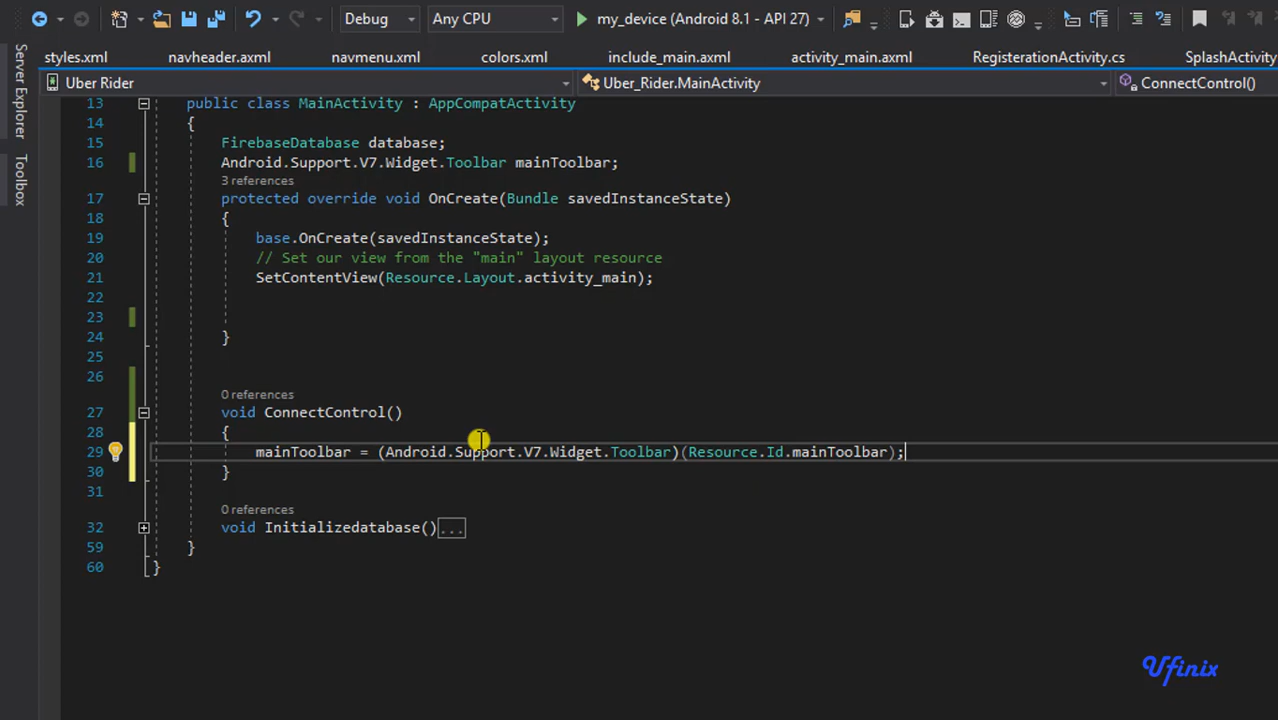 Debug Any CPU my_device (Android 8.1 - API 27)
styles.xml navheader.axml navmenu.xml colors.xml include_main.xml activity_main.axml RegisterationActivity.cs SplashActivity
Server Explorer
Toolbox
Uber Rider Uber_Rider.MainActivity ConnectControl()
13 public class MainActivity : AppCompatActivity
14 {
15 FirebaseDatabase database;
16 Android.Support.V7.Widget.Toolbar mainToolbar;
3 references
17 protected override void OnCreate(Bundle savedInstanceState)
18 {
19 base.OnCreate(savedInstanceState);
20 // Set our view from the "main" layout resource
21 SetContentView(Resource.Layout.activity_main);
22
23
24 }
25
26
0 references
27 void ConnectControl()
28 {
29 mainToolbar = (Android.Support.V7.Widget.Toolbar)(Resource.Id.mainToolbar);
30 }
31
0 references
32 void Initializedatabase()...
59 }
60 }
Ufinix